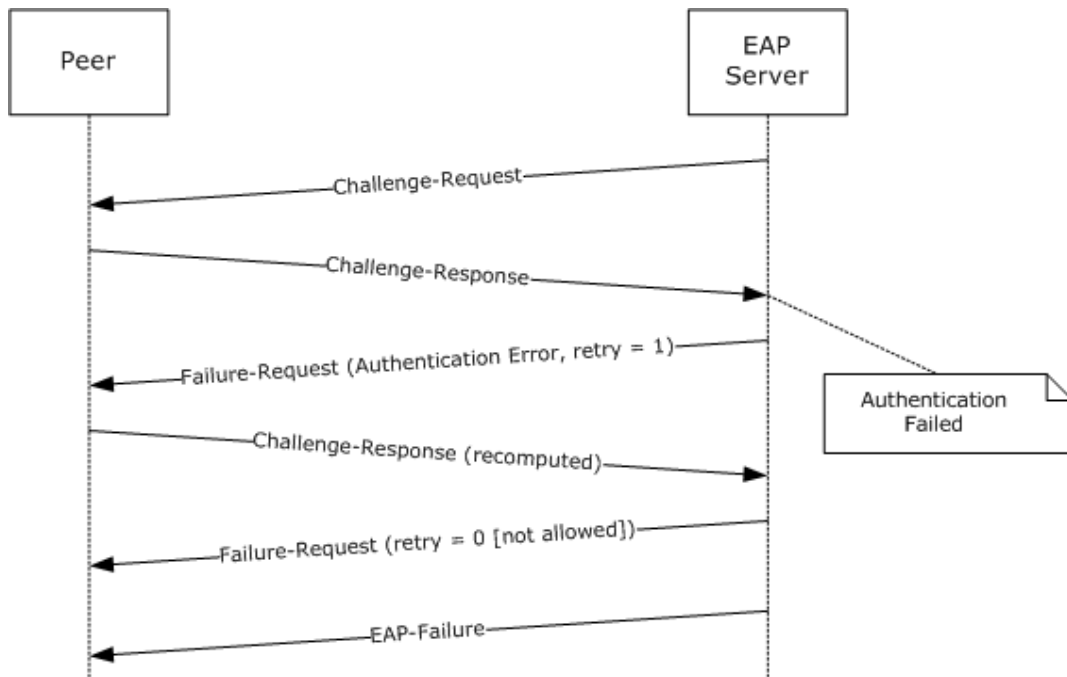 Peer
EAP
Server
Challenge-Request
Challenge-Response
Failure-Request (Authentication Error, retry = 1)
Authentication
Failed
Challenge-Response (recomputed)
Failure-Request (retry = 0 [not allowed])
EAP-Failure